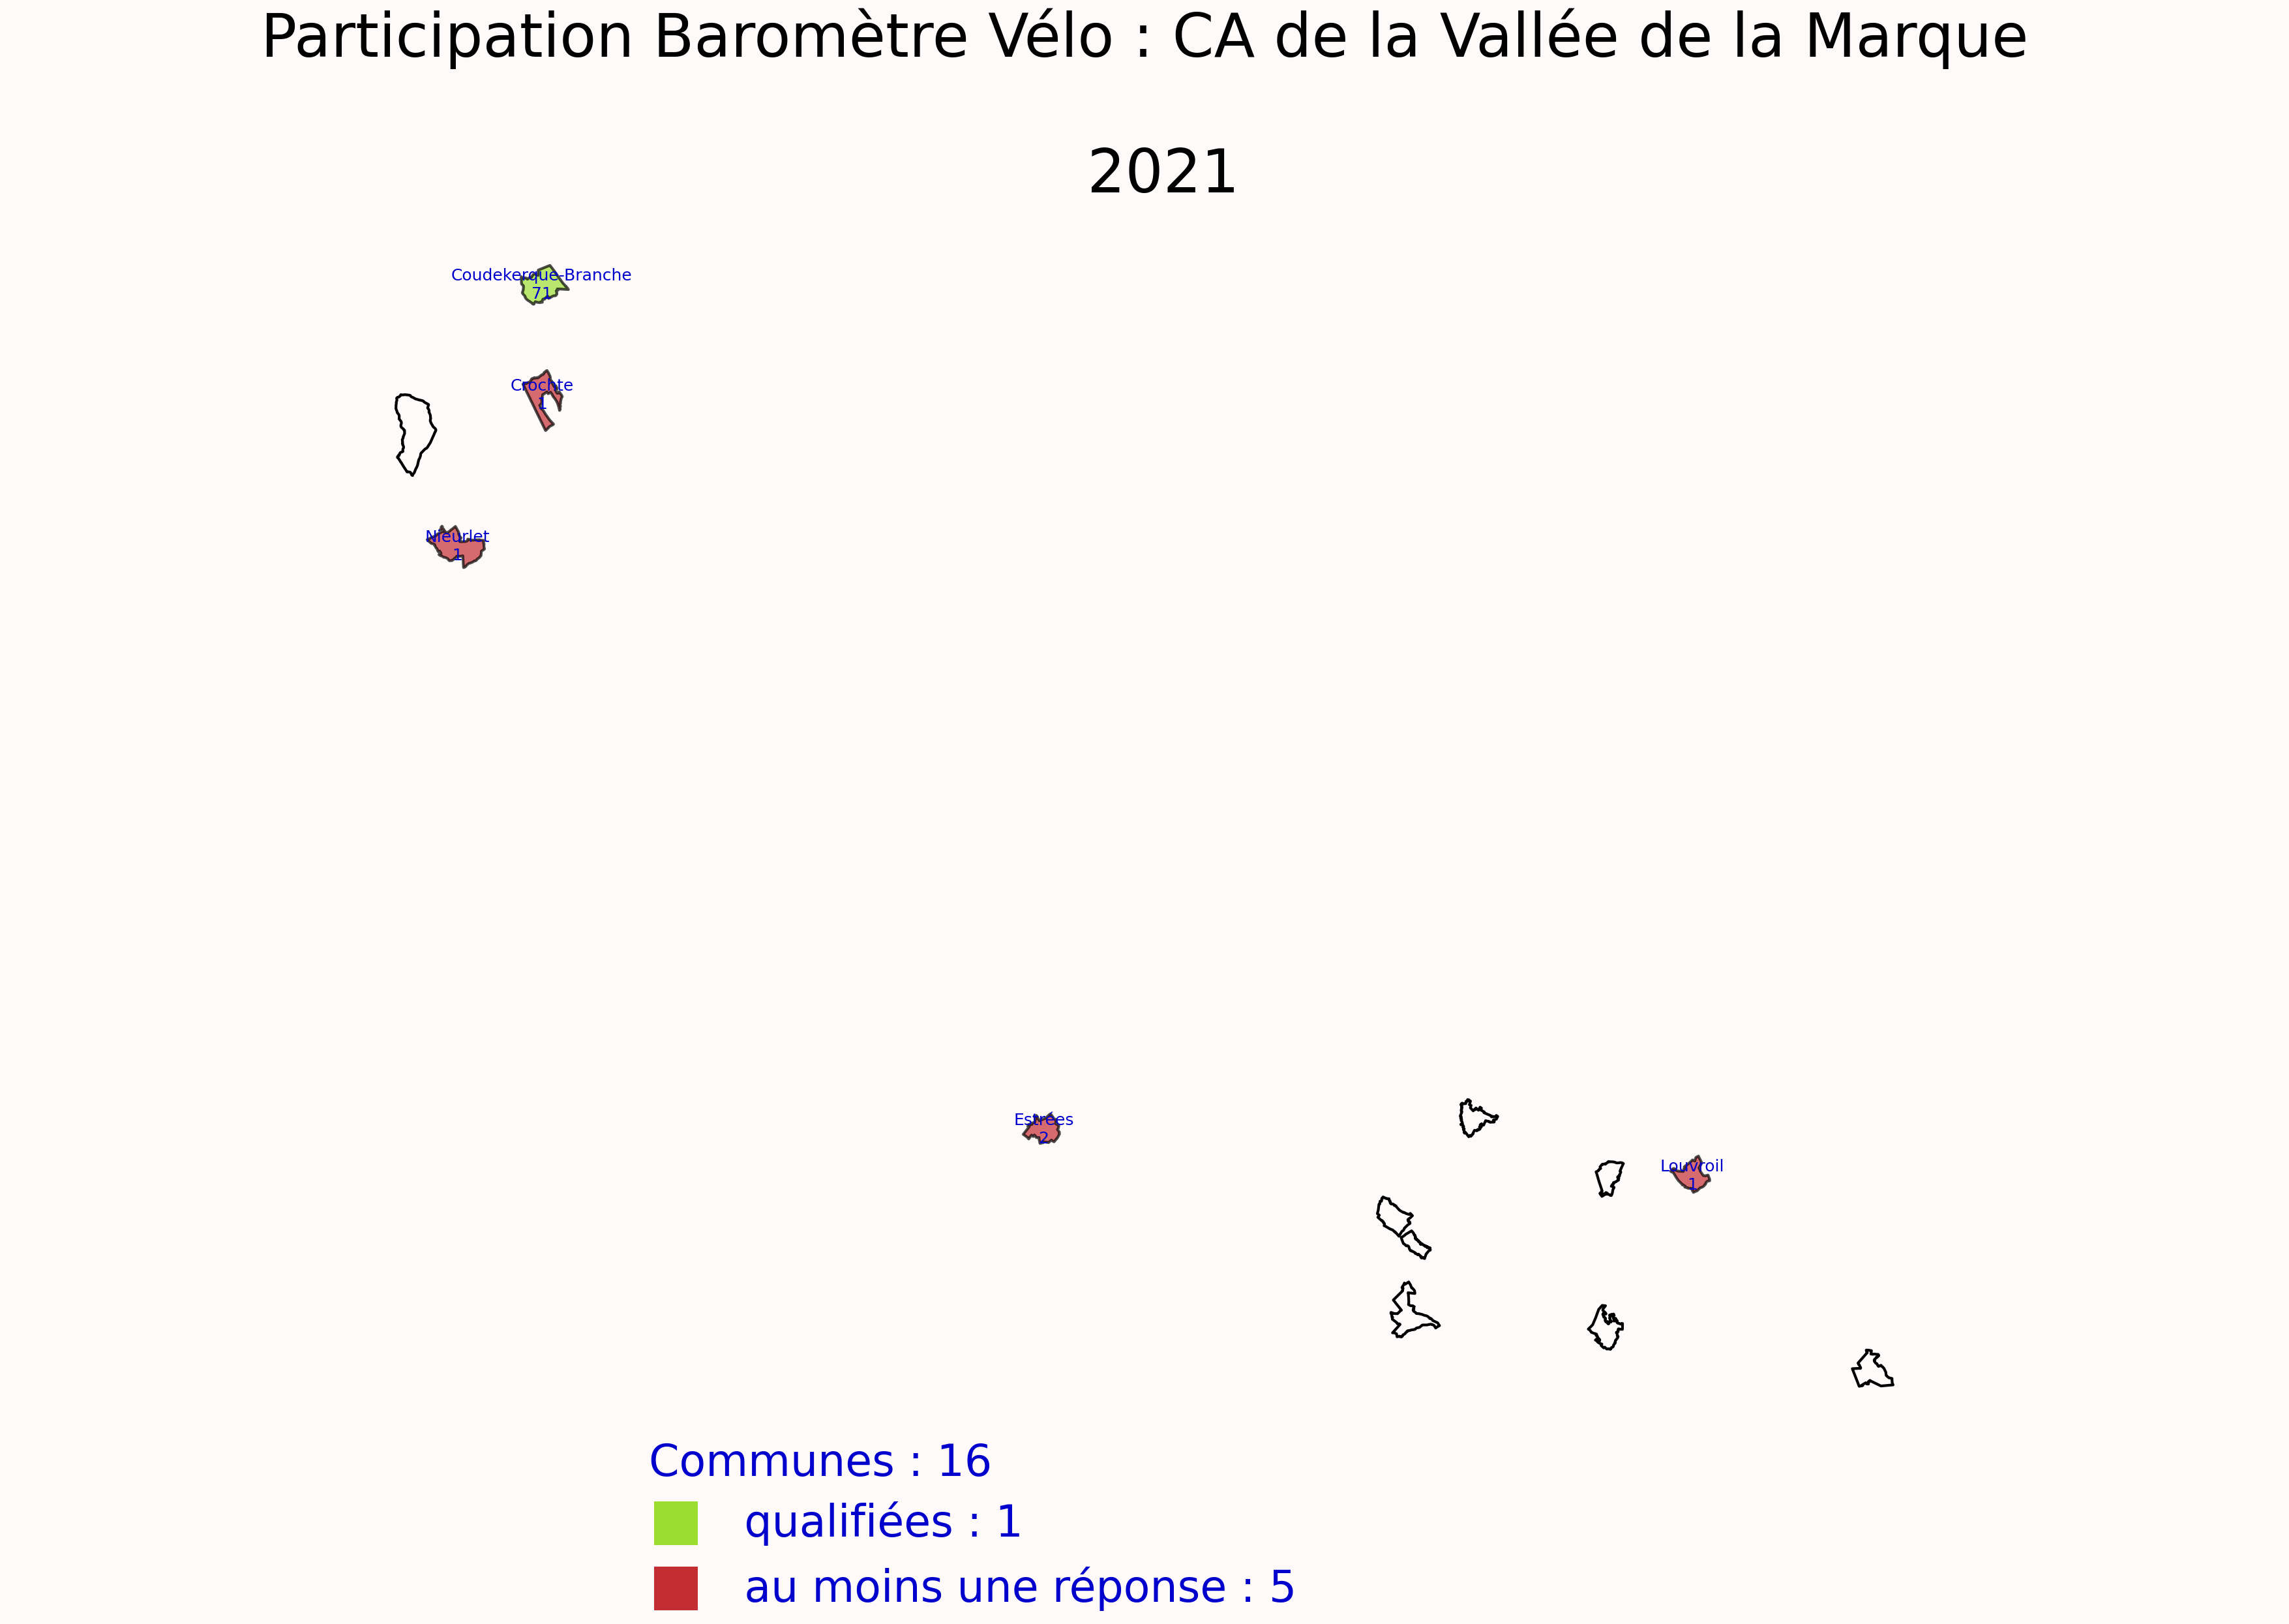 Participation Baromètre Vélo : CA de la Vallée de la Marque
2021
Coudekerque-Branche
71
Crochte
1
Nieurlet
1
Estrées
2
Louvroil
1
Communes : 16
qualifiées : 1
au moins une réponse : 5